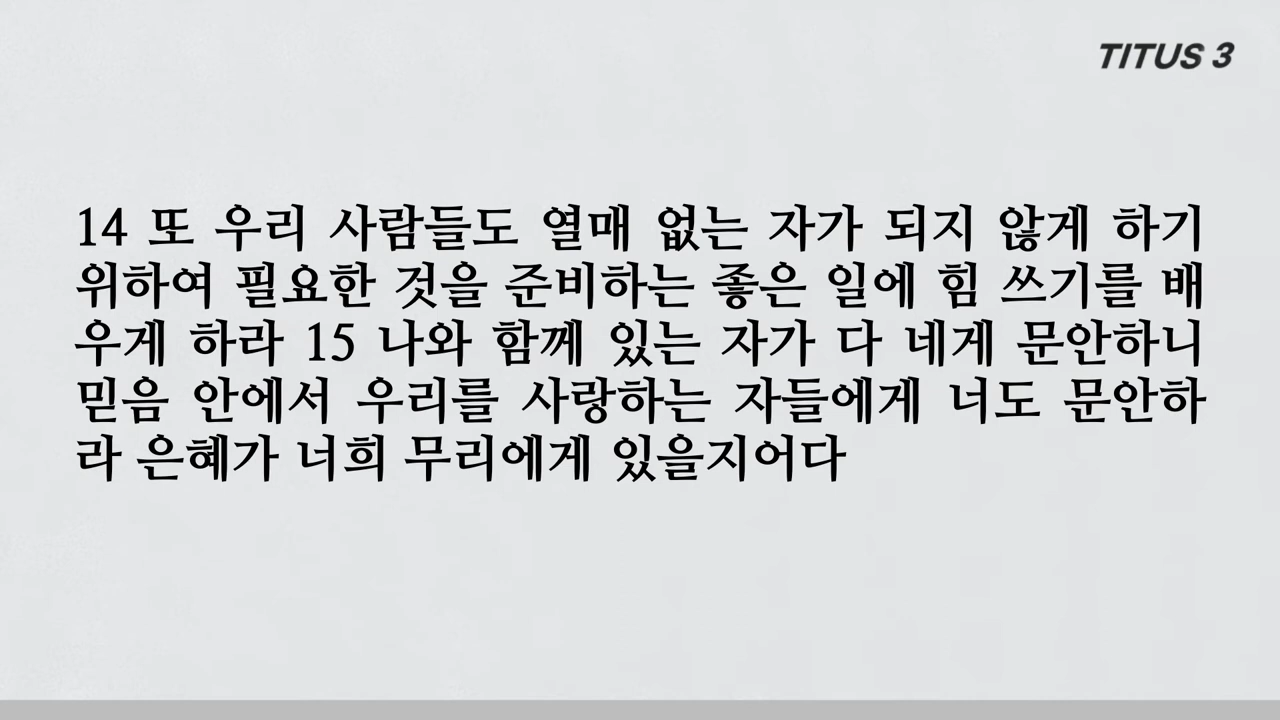 TITUS 3
14 또 우리 사람들도 열매 없는 자가 되지 않게 하기
위하여 필요한 것을 준비하는 좋은 일에 힘 쓰기를 배
우게 하라 15 나와 함께 있는 자가 다 네게 문안하니
믿음 안에서 우리를 사랑하는 자들에게 너도 문안하
라 은혜가 너희 무리에게 있을지어다